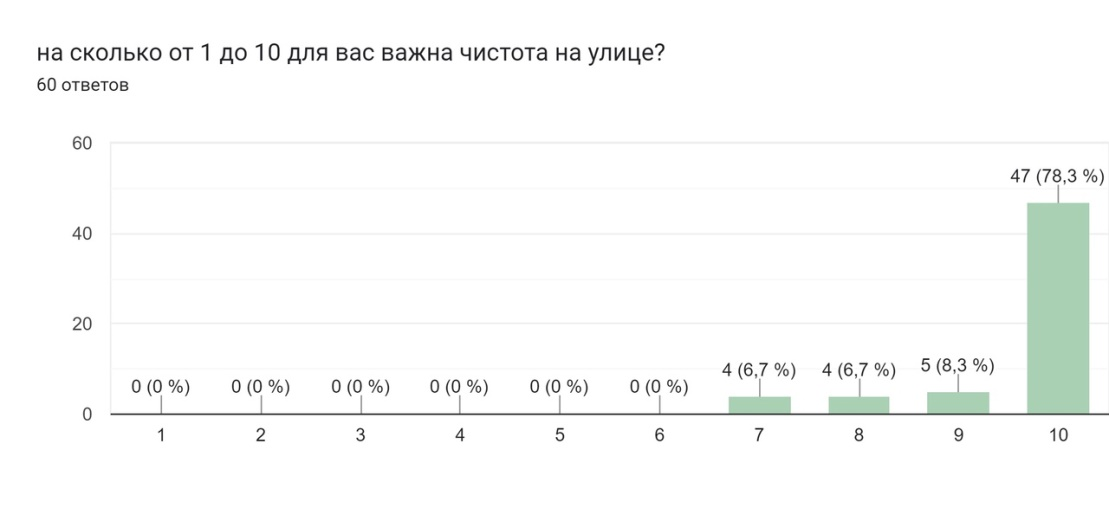 на сколько от 1 до 10 для вас важна чистота на улице?
60 ответов
60
47 (78,3 %)
40
20
0 (0 %) 0 (0 %) 0 (0 %) 0 (0 %) 0 (0 %) 0 (0 %) 4 (6,7 %) 4 (6,7 %) 5 (8,3 %)
0
1 2 3 4 5 6 7 8 9 10